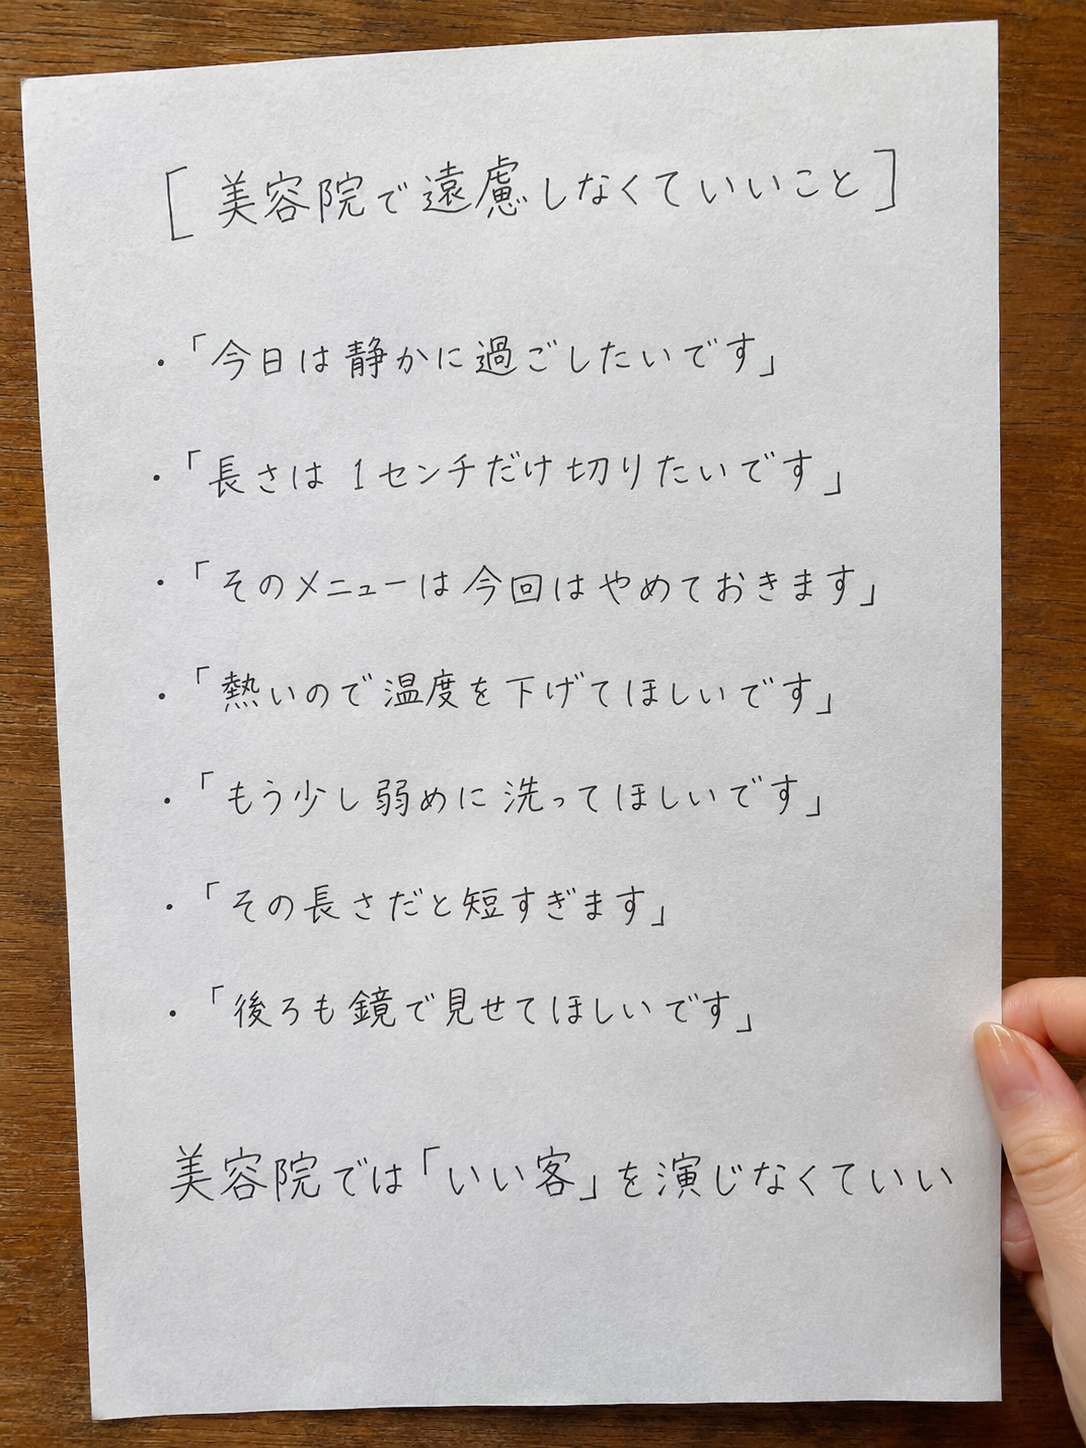 [美容院で遠慮しなくていいこと]
・「今日は静かに過ごしたいです」
・「長さは1センチだけ切りたいです」
・「そのメニューは今回はやめておきます」
・「熱いので温度を下げてほしいです」
・「もう少し弱めに洗ってほしいです」
・「その長さだと短すぎます」
・「後ろも鏡で見せてほしいです」
美容院では「いい客」を演じなくていい